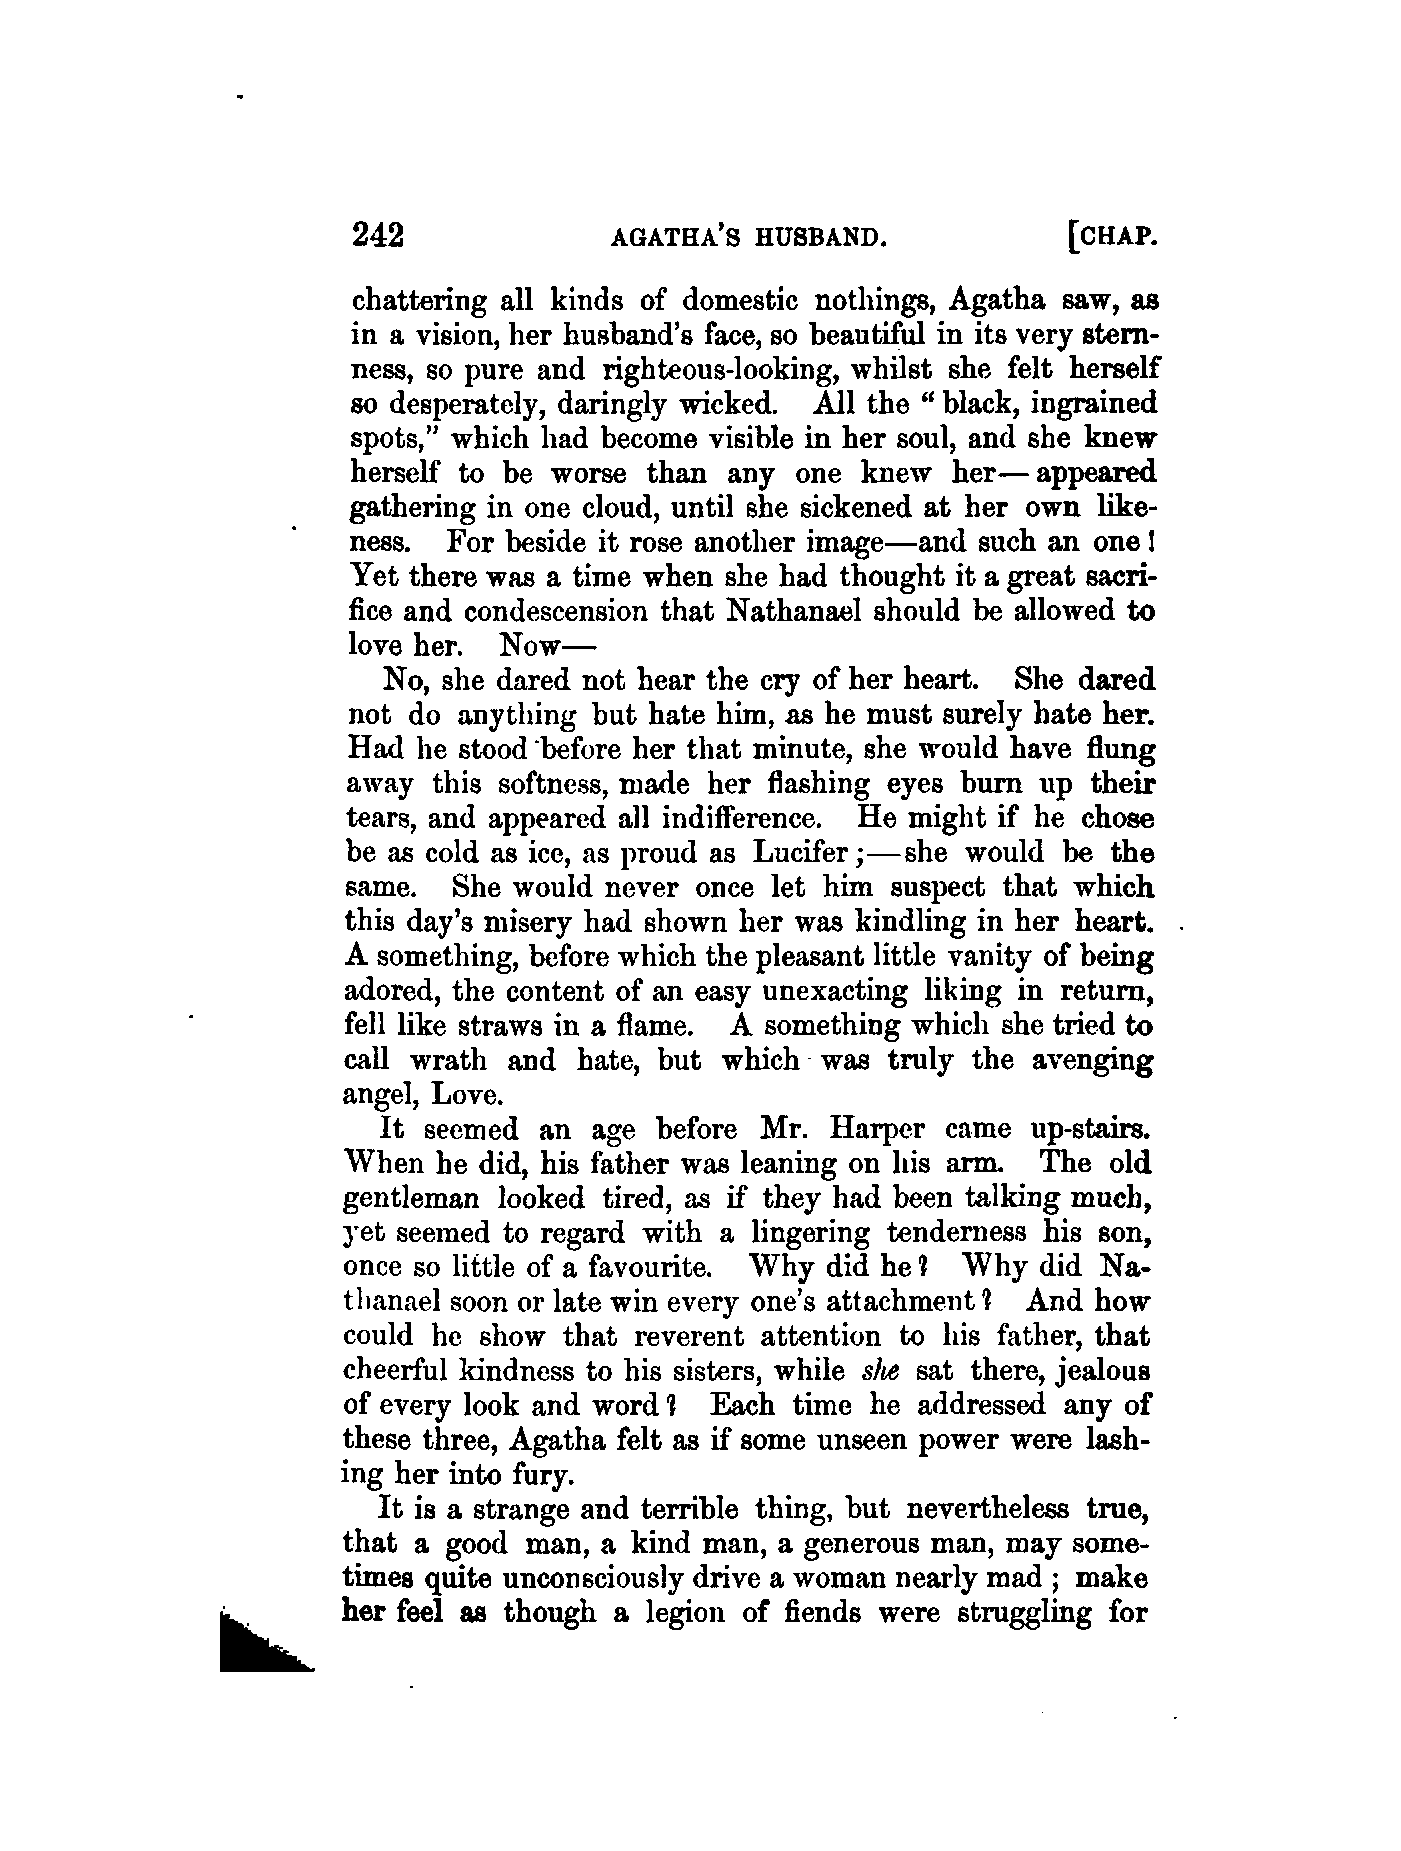 242 AGATHA'S HUSBAND. [CHAP.
chattering all kinds of domestic nothings, Agatha saw, as
in a vision, her husband's face, so beautiful in its very stern-
ness, so pure and righteous-looking, whilst she felt herself
so desperately, daringly wicked. All the "black, ingrained
spots," which had become visible in her soul, and she knew
herself to be worse than any one knew her—appeared
gathering in one cloud, until she sickened at her own like-
ness. For beside it rose another image—and such an one!
Yet there was a time when she had thought it a great sacri-
fice and condescension that Nathanael should be allowed to
love her. Now—
No, she dared not hear the cry of her heart. She dared
not do anything but hate him, as he must surely hate her.
Had he stood before her that minute, she would have flung
away this softness, made her flashing eyes burn up their
tears, and appeared all indifference. He might if he chose
be as cold as ice, as proud as Lucifer;—she would be the
same. She would never once let him suspect that which
this day's misery had shown her was kindling in her heart.
A something, before which the pleasant little vanity of being
adored, the content of an easy unexacting liking in return,
fell like straws in a flame. A something which she tried to
call wrath and hate, but which was truly the avenging
angel, Love.
It seemed an age before Mr. Harper came up-stairs.
When he did, his father was leaning on his arm. The old
gentleman looked tired, as if they had been talking much,
yet seemed to regard with a lingering tenderness his son,
once so little of a favourite. Why did he? Why did Na-
thanael soon or late win every one's attachment? And how
could he show that reverent attention to his father, that
cheerful kindness to his sisters, while she sat there, jealous
of every look and word? Each time he addressed any of
these three, Agatha felt as if some unseen power were lash-
ing her into fury.
It is a strange and terrible thing, but nevertheless true,
that a good man, a kind man, a generous man, may some-
times quite unconsciously drive a woman nearly mad; make
her feel as though a legion of fiends were struggling for